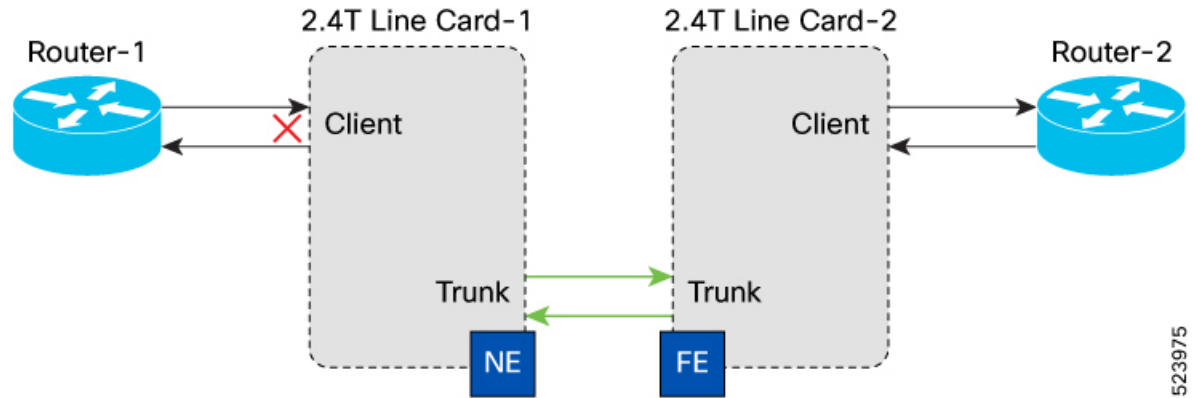 2.4T Line Card-1
2.4T Line Card-2
Router-1
Router-2
Client
Client
Trunk
Trunk
NE
FE
523975